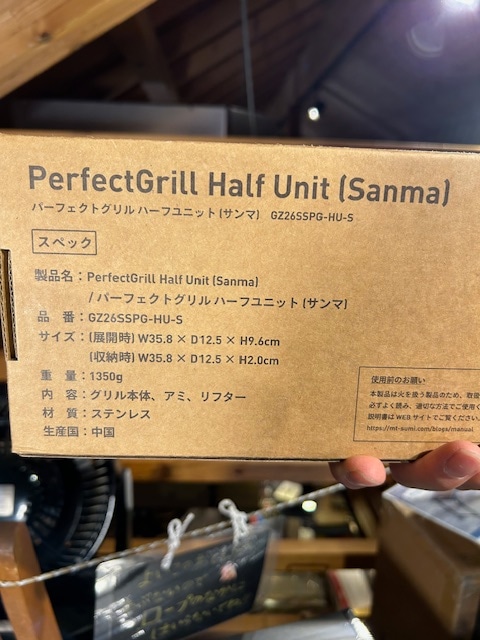 PerfectGrill Half Unit (Sanma)
パーフェクトグリル ハーフユニット (サンマ) GZ26SSPG-HU-S
スペック
製品名：PerfectGrill Half Unit (Sanma)
/ パーフェクトグリル ハーフユニット (サンマ)
品 番：GZ26SSPG-HU-S
サイズ：(展開時) W35.8 × D12.5 × H9.6cm
(収納時) W35.8 × D12.5 × H2.0cm
重 量：1350g
内 容：グリル本体、アミ、リフター
材 質：ステンレス
生産国：中国
使用前のお願い
本製品は火を扱う製品のため、取扱
必ずよく読み、適切な方法でご使用く
説明書は WEB サイトでご覧ください。
https://mt-sumi.com/blogs/manual